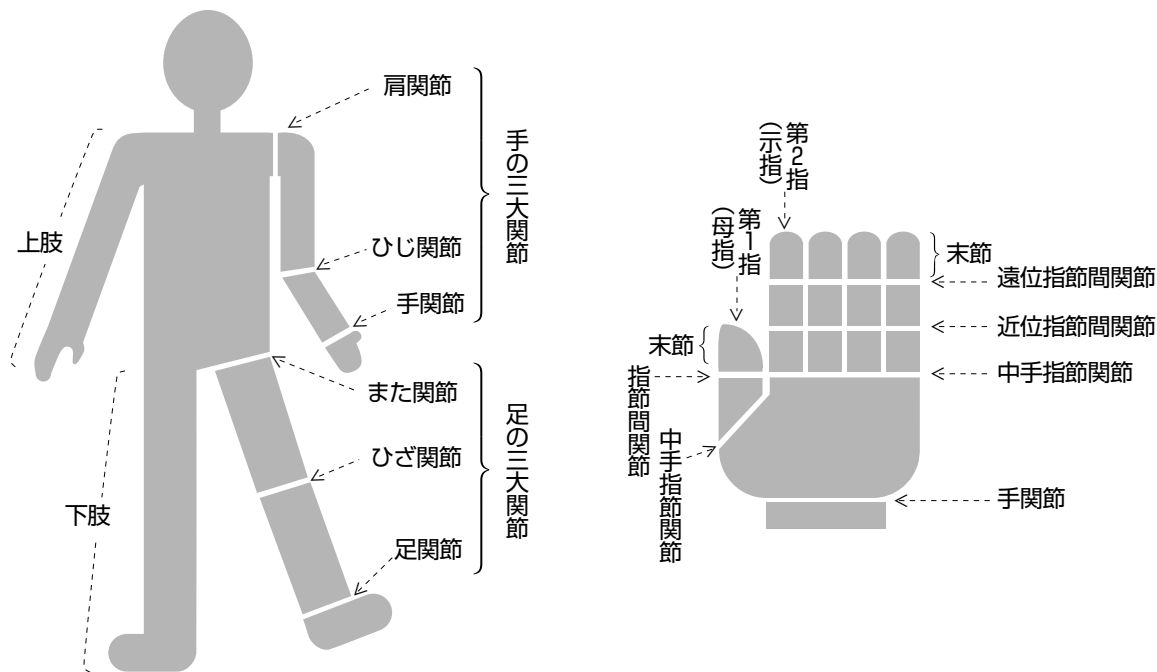 肩関節
手の三大関節
上肢
ひじ関節
手関節
また関節
ひざ関節
足の三大関節
下肢
足関節
第2指
(示指)
第1指
(母指)
末節
遠位指節間関節
近位指節間関節
末節
中手指節関節
指節間関節
中手指節関節
手関節